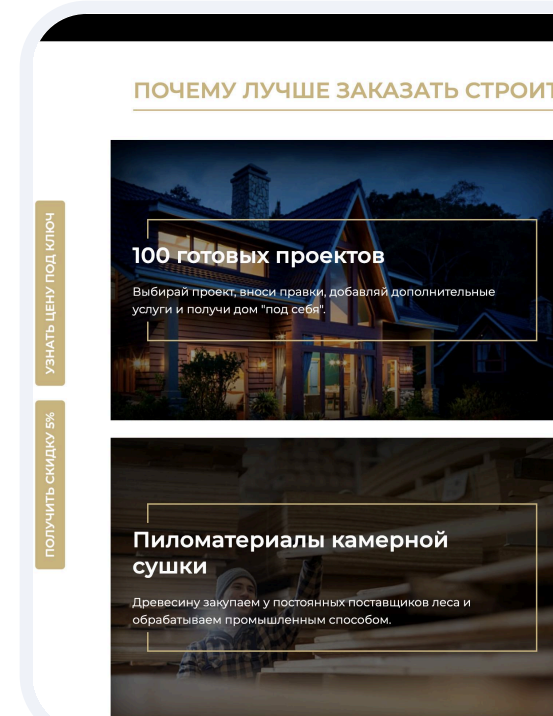 ПОЧЕМУ ЛУЧШЕ ЗАКАЗАТЬ
УЗНАТЬ ЦЕНУ ПОД КЛЮЧ
ПОЛУЧИТЬ СКИДКУ 5%
100 готовых проектов
Выбирай проект, вноси правки, добавляй дополнительные
услуги и получи дом "под себя".
Пиломатериалы камерной
сушки
Древесину закупаем у постоянных поставщиков леса и
обрабатываем промышленным способом.